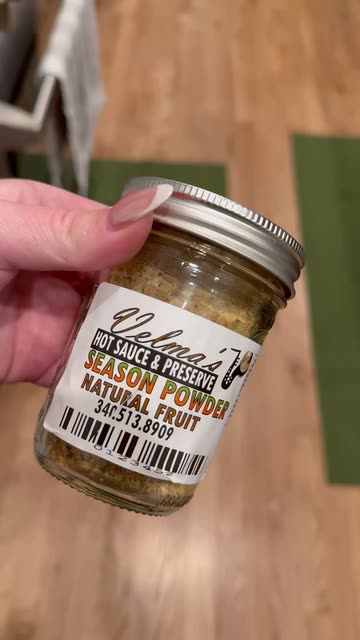 Velma's
HOT SAUCE & PRESERVE
SEASON POWDER
NATURAL FRUIT
340.513.8909